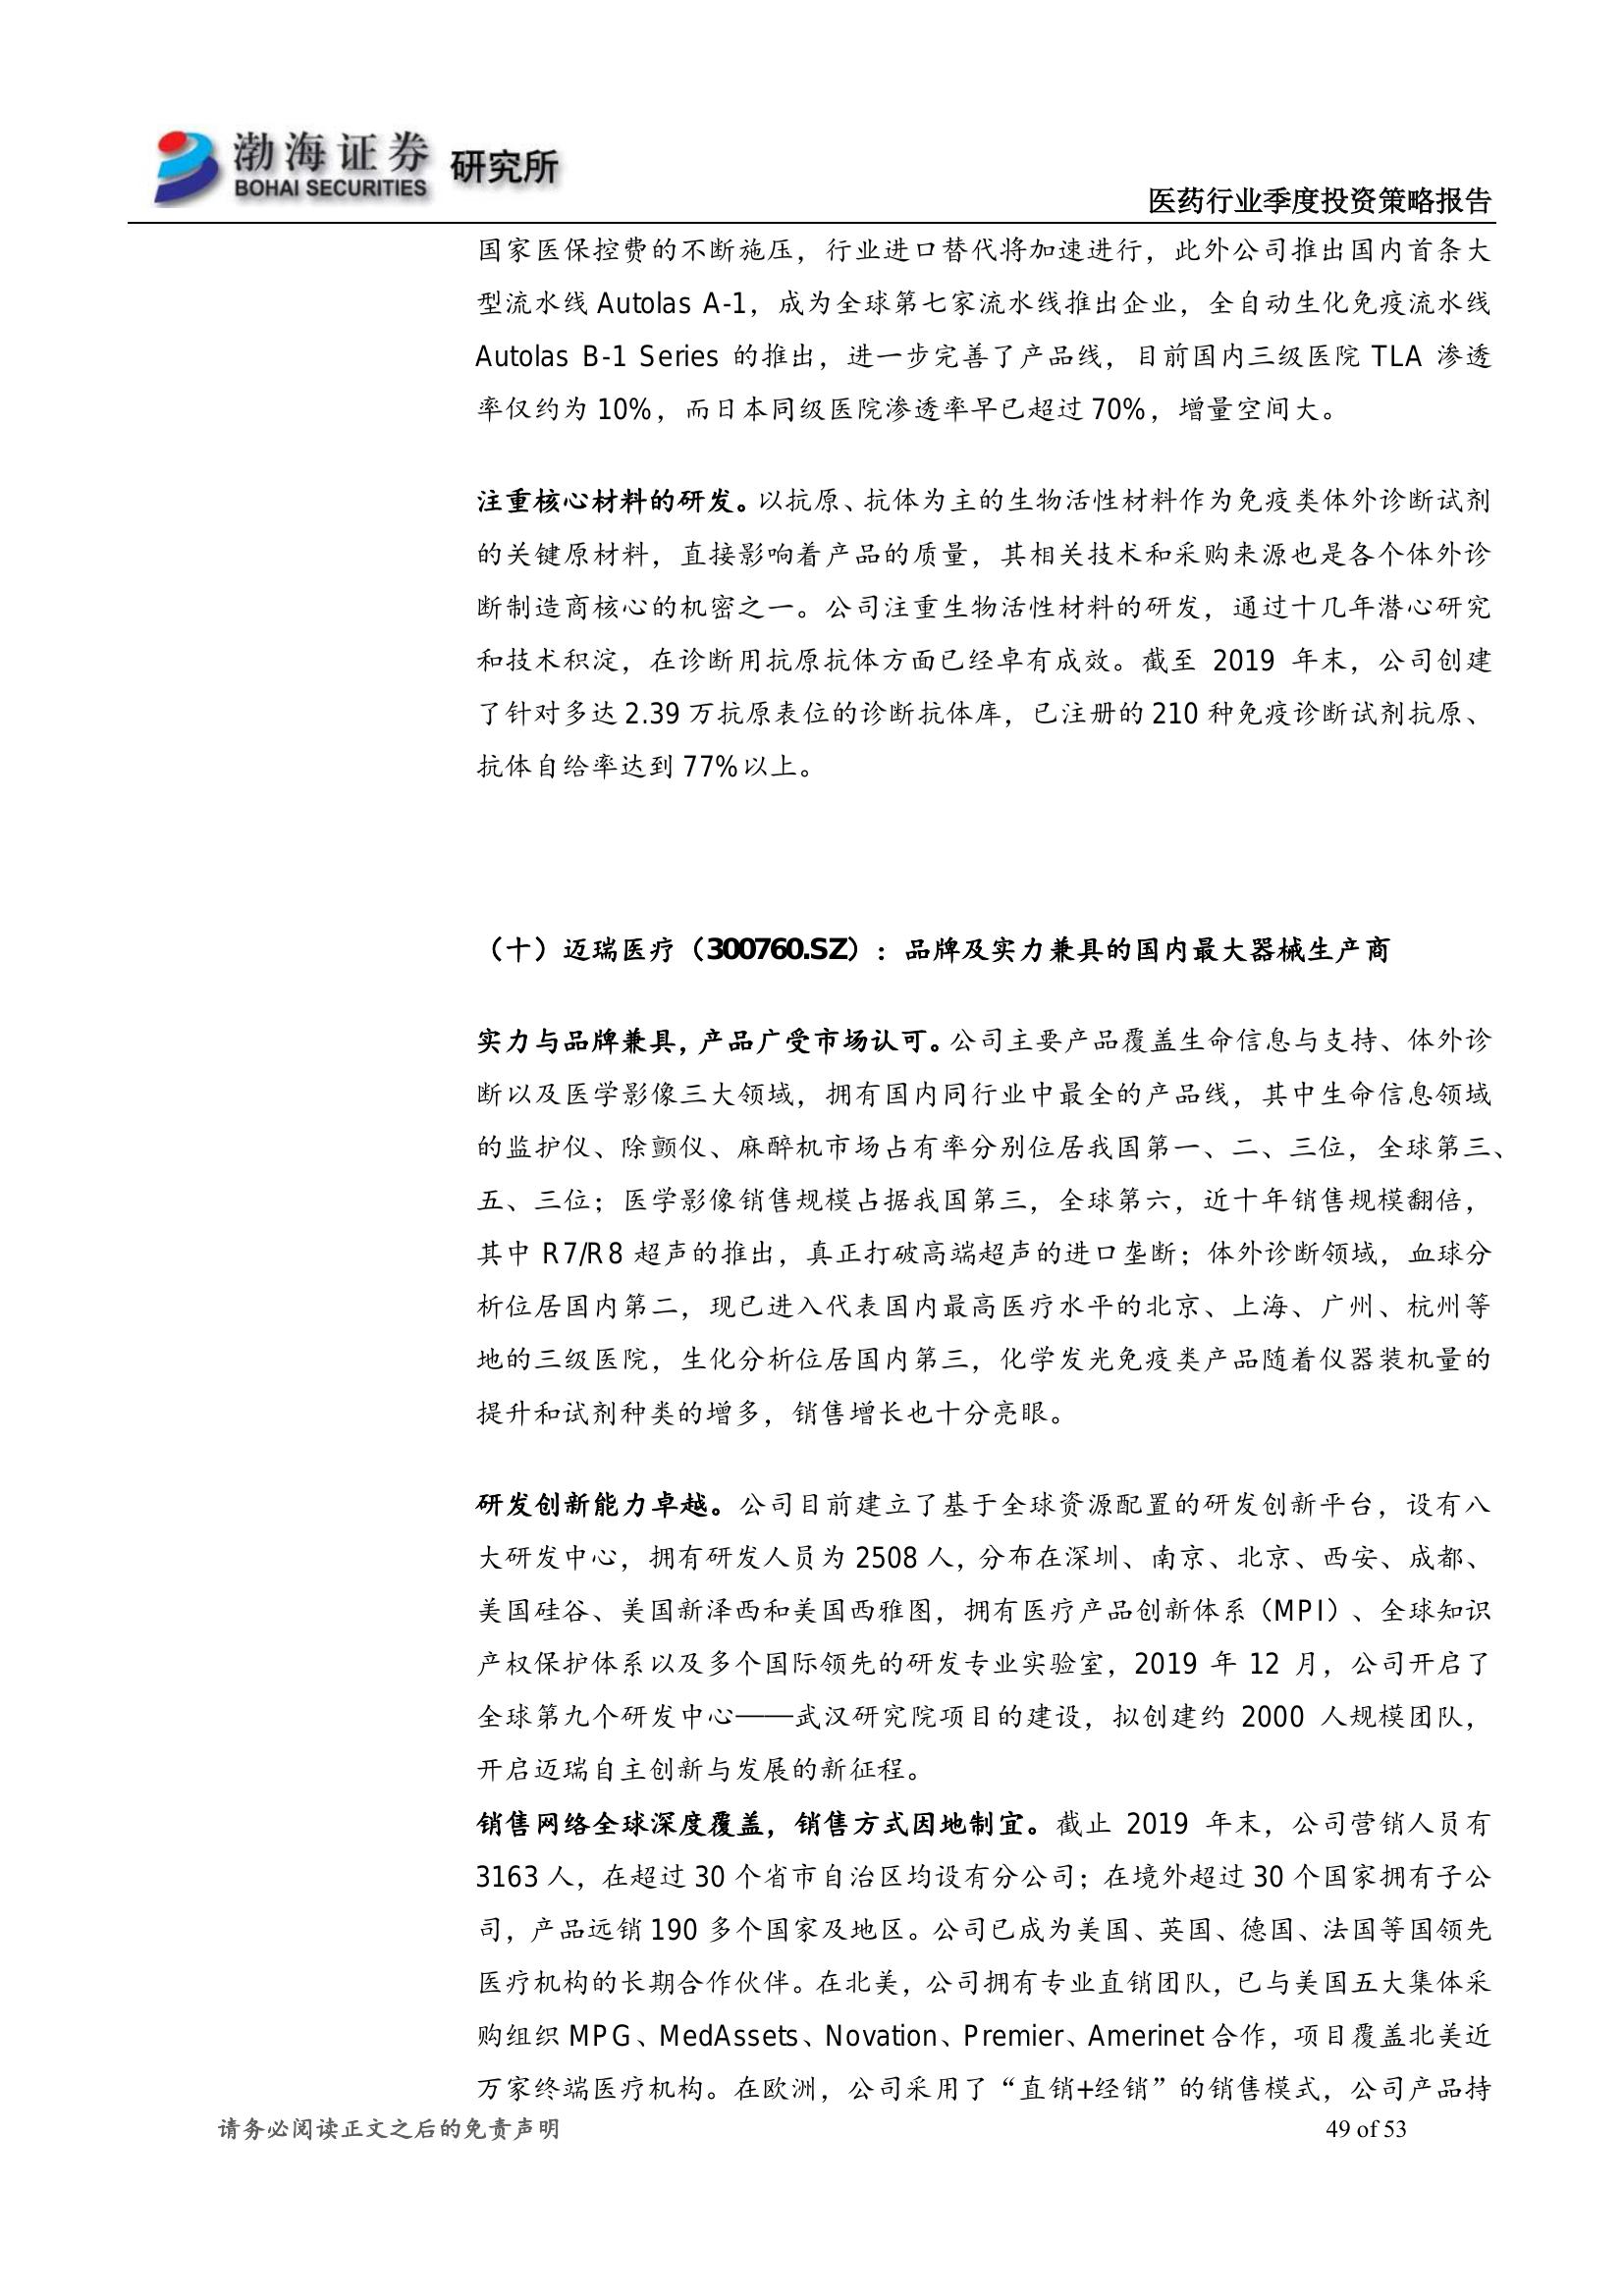 渤海证券 研究所
BOHAI SECURITIES
医药行业季度投资策略报告
国家医保控费的不断施压，行业进口替代将加速进行，此外公司推出国内首条大
型流水线 Autolas A-1，成为全球第七家流水线推出企业，全自动生化免疫流水线
Autolas B-1 Series 的推出，进一步完善了产品线，目前国内三级医院 TLA 渗透
率仅约为 10%，而日本同级医院渗透率早已超过 70%，增量空间大。
注重核心材料的研发。以抗原、抗体为主的生物活性材料作为免疫类体外诊断试剂
的关键原材料，直接影响着产品的质量，其相关技术和采购来源也是各个体外诊
断制造商核心的机密之一。公司注重生物活性材料的研发，通过十几年潜心研究
和技术积淀，在诊断用抗原抗体方面已经卓有成效。截至 2019 年末，公司创建
了针对多达 2.39 万抗原表位的诊断抗体库，已注册的 210 种免疫诊断试剂抗原、
抗体自给率达到 77%以上。
（十）迈瑞医疗（300760.SZ）：品牌及实力兼具的国内最大器械生产商
实力与品牌兼具，产品广受市场认可。公司主要产品覆盖生命信息与支持、体外诊
断以及医学影像三大领域，拥有国内同行业中最全的产品线，其中生命信息领域
的监护仪、除颤仪、麻醉机市场占有率分别位居我国第一、二、三位，全球第三、
五、三位；医学影像销售规模占据我国第三，全球第六，近十年销售规模翻倍，
其中 R7/R8 超声的推出，真正打破高端超声的进口垄断；体外诊断领域，血球分
析位居国内第二，现已进入代表国内最高医疗水平的北京、上海、广州、杭州等
地的三级医院，生化分析位居国内第三，化学发光免疫类产品随着仪器装机量的
提升和试剂种类的增多，销售增长也十分亮眼。
研发创新能力卓越。公司目前建立了基于全球资源配置的研发创新平台，设有八
大研发中心，拥有研发人员为 2508 人，分布在深圳、南京、北京、西安、成都、
美国硅谷、美国新泽西和美国西雅图，拥有医疗产品创新体系（MPI）、全球知识
产权保护体系以及多个国际领先的研发专业实验室，2019 年 12 月，公司开启了
全球第九个研发中心——武汉研究院项目的建设，拟创建约 2000 人规模团队，
开启迈瑞自主创新与发展的新征程。
销售网络全球深度覆盖，销售方式因地制宜。截止 2019 年末，公司营销人员有
3163 人，在超过 30 个省市自治区均设有分公司；在境外超过 30 个国家拥有子公
司，产品远销 190 多个国家及地区。公司已成为美国、英国、德国、法国等国领先
医疗机构的长期合作伙伴。在北美，公司拥有专业直销团队，已与美国五大集体采
购组织 MPG、MedAssets、Novation、Premier、Amerinet 合作，项目覆盖北美近
万家终端医疗机构。在欧洲，公司采用了“直销+经销”的销售模式，公司产品持
请务必阅读正文之后的免责声明
49 of 53